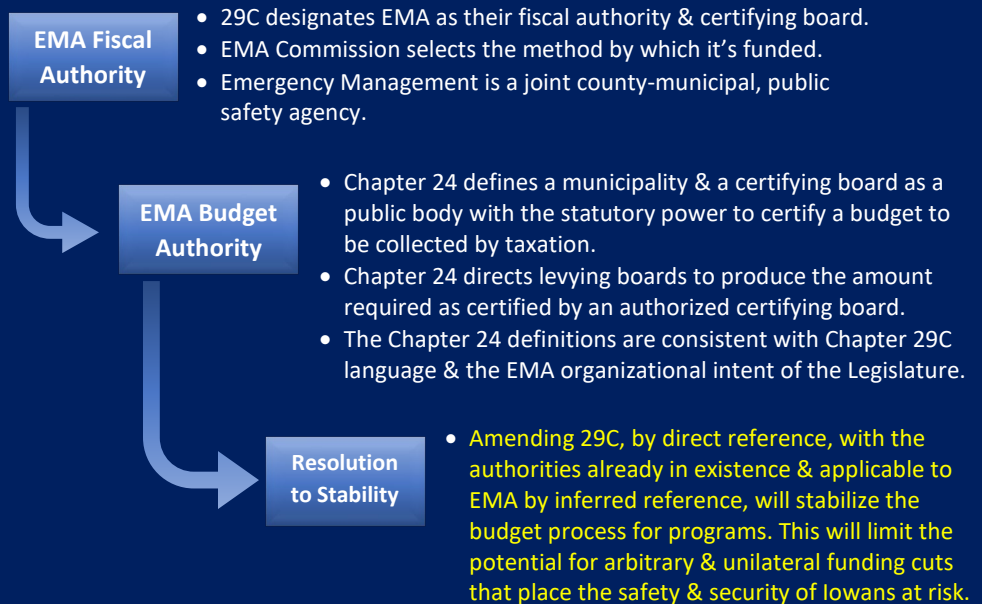 EMA Fiscal
Authority
• 29C designates EMA as their fiscal authority & certifying board.
• EMA Commission selects the method by which it’s funded.
• Emergency Management is a joint county-municipal, public
safety agency.
EMA Budget
Authority
• Chapter 24 defines a municipality & a certifying board as a
public body with the statutory power to certify a budget to
be collected by taxation.
• Chapter 24 directs levying boards to produce the amount
required as certified by an authorized certifying board.
• The Chapter 24 definitions are consistent with Chapter 29C
language & the EMA organizational intent of the Legislature.
Resolution
to Stability
• Amending 29C, by direct reference, with the
authorities already in existence & applicable to
EMA by inferred reference, will stabilize the
budget process for programs. This will limit the
potential for arbitrary & unilateral funding cuts
that place the safety & security of Iowans at risk.